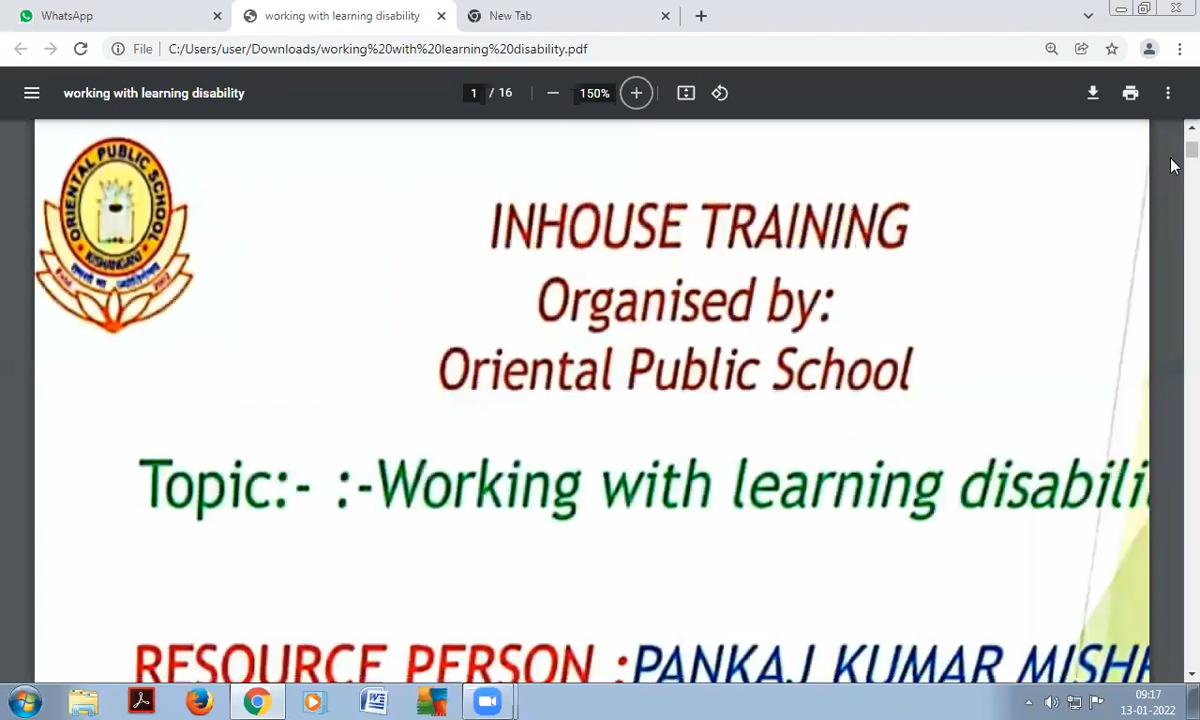 WhatsApp
working with learning disability
New Tab
File
C:/Users/user/Downloads/working%20with%20learning%20disability.pdf
working with learning disability
1 / 16
150%
ORIENTAL PUBLIC SCHOOL
KISHANGANJ
INHOUSE TRAINING
Organised by:
Oriental Public School
Topic:- :-Working with learning disabili
RESOURCE PERSON :PANKAJ KUMAR MISH
09:17
13-01-2022